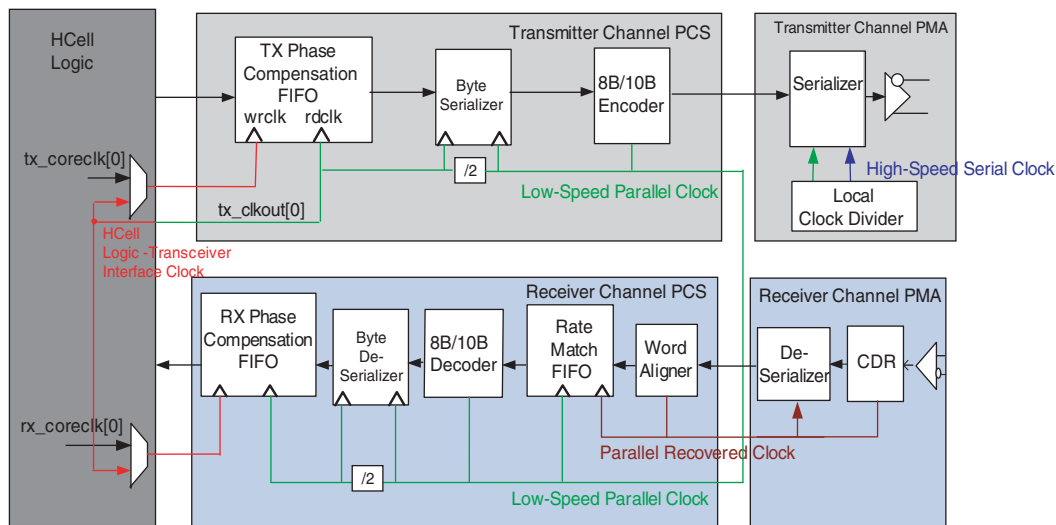 HCell
Logic
Transmitter Channel PCS
Transmitter Channel PMA
TX Phase
Compensation
FIFO
wrclk rdclk
Byte
Serializer
8B/10B
Encoder
Serializer
tx_coreclk[0]
/2
High-Speed Serial Clock
Low-Speed Parallel Clock
Local
Clock Divider
tx_clkout[0]
HCell
Logic -Transceiver
Interface Clock
Receiver Channel PCS
Receiver Channel PMA
RX Phase
Compensation
FIFO
Byte
De-
Serializer
8B/10B
Decoder
Rate
Match
FIFO
Word
Aligner
De-
Serializer
CDR
rx_coreclk[0]
Parallel Recovered Clock
/2
Low-Speed Parallel Clock